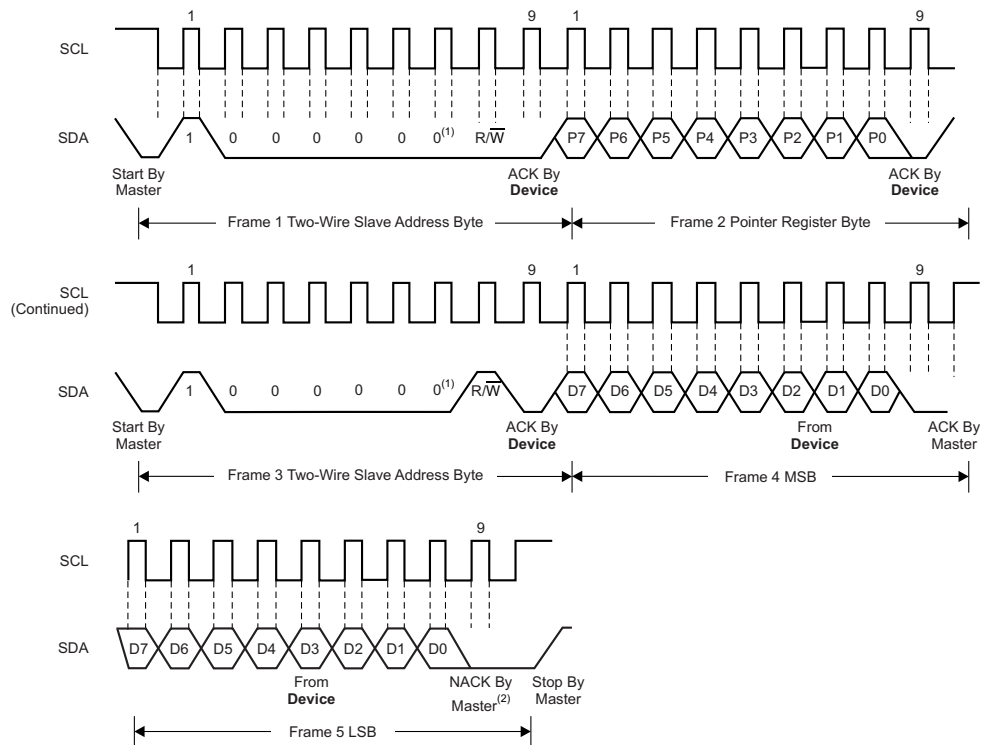 1 9 1 9
SCL
SDA 1 0 0 0 0 0 0(1) R/W̅ P7 P6 P5 P4 P3 P2 P1 P0
Start By Master
ACK By Device
ACK By Device
Frame 1 Two-Wire Slave Address Byte
Frame 2 Pointer Register Byte
1 9 1 9
SCL (Continued)
SDA 1 0 0 0 0 0 0(1) R/W̅ D7 D6 D5 D4 D3 D2 D1 D0
Start By Master
ACK By Device
From Device
ACK By Master
Frame 3 Two-Wire Slave Address Byte
Frame 4 MSB
1 9
SCL
SDA D7 D6 D5 D4 D3 D2 D1 D0
From Device
NACK By Master(2)
Stop By Master
Frame 5 LSB